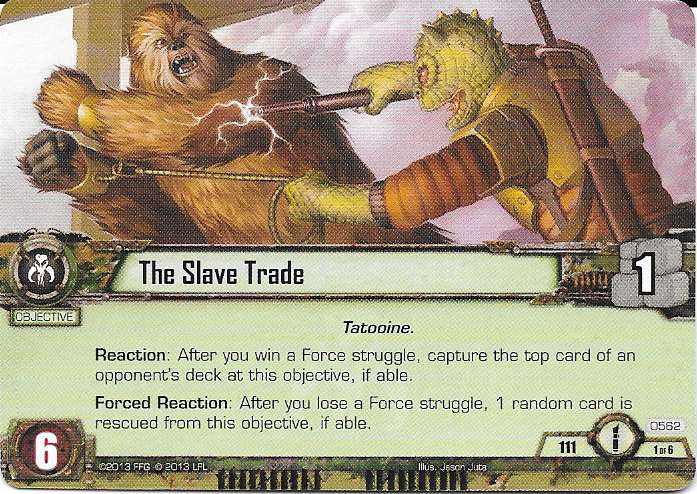 The Slave Trade
1
OBJECTIVE
Tatooine.
Reaction: After you win a Force struggle, capture the top card of an
opponent's deck at this objective, if able.
Forced Reaction: After you lose a Force struggle, 1 random card is
rescued from this objective, if able.
6
111
0562
1 OF 6
©2013 FFG © 2013 LFL
Illus. Jason Juta